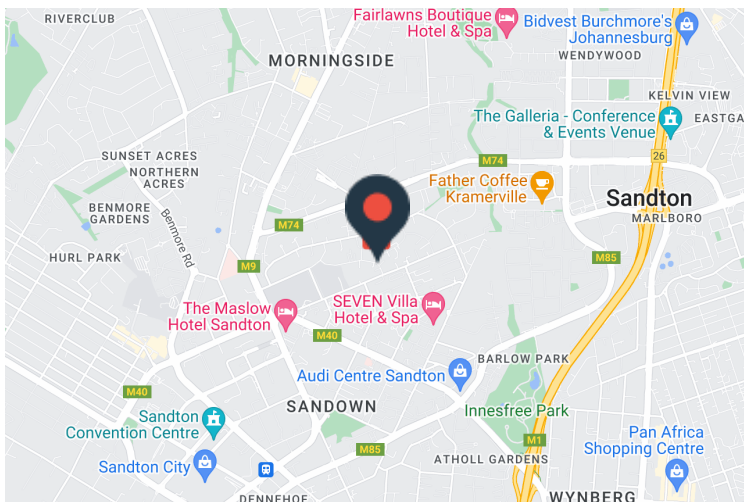 RIVERCLUB
Fairlawns Boutique
Hotel & Spa
Bidvest Burchmore's
Johannesburg
WENDYWOOD
MORNINGSIDE
KELVIN VIEW
The Galleria - Conference
& Events Venue
EASTGA
26
SUNSET ACRES
NORTHERN
ACRES
M74
Father Coffee
Kramerville
Sandton
MARLBORO
BENMORE
GARDENS
Benmore Rd
M74
HURL PARK
M9
M85
The Maslow
Hotel Sandton
SEVEN Villa
Hotel & Spa
M40
BARLOW PARK
Audi Centre Sandton
M40
SANDOWN
Innesfree Park
Sandton
Convention Centre
M1
Pan Africa
Shopping Centre
M85
ATHOLL GARDENS
Sandton City
DENNEHOF
WYNBERG